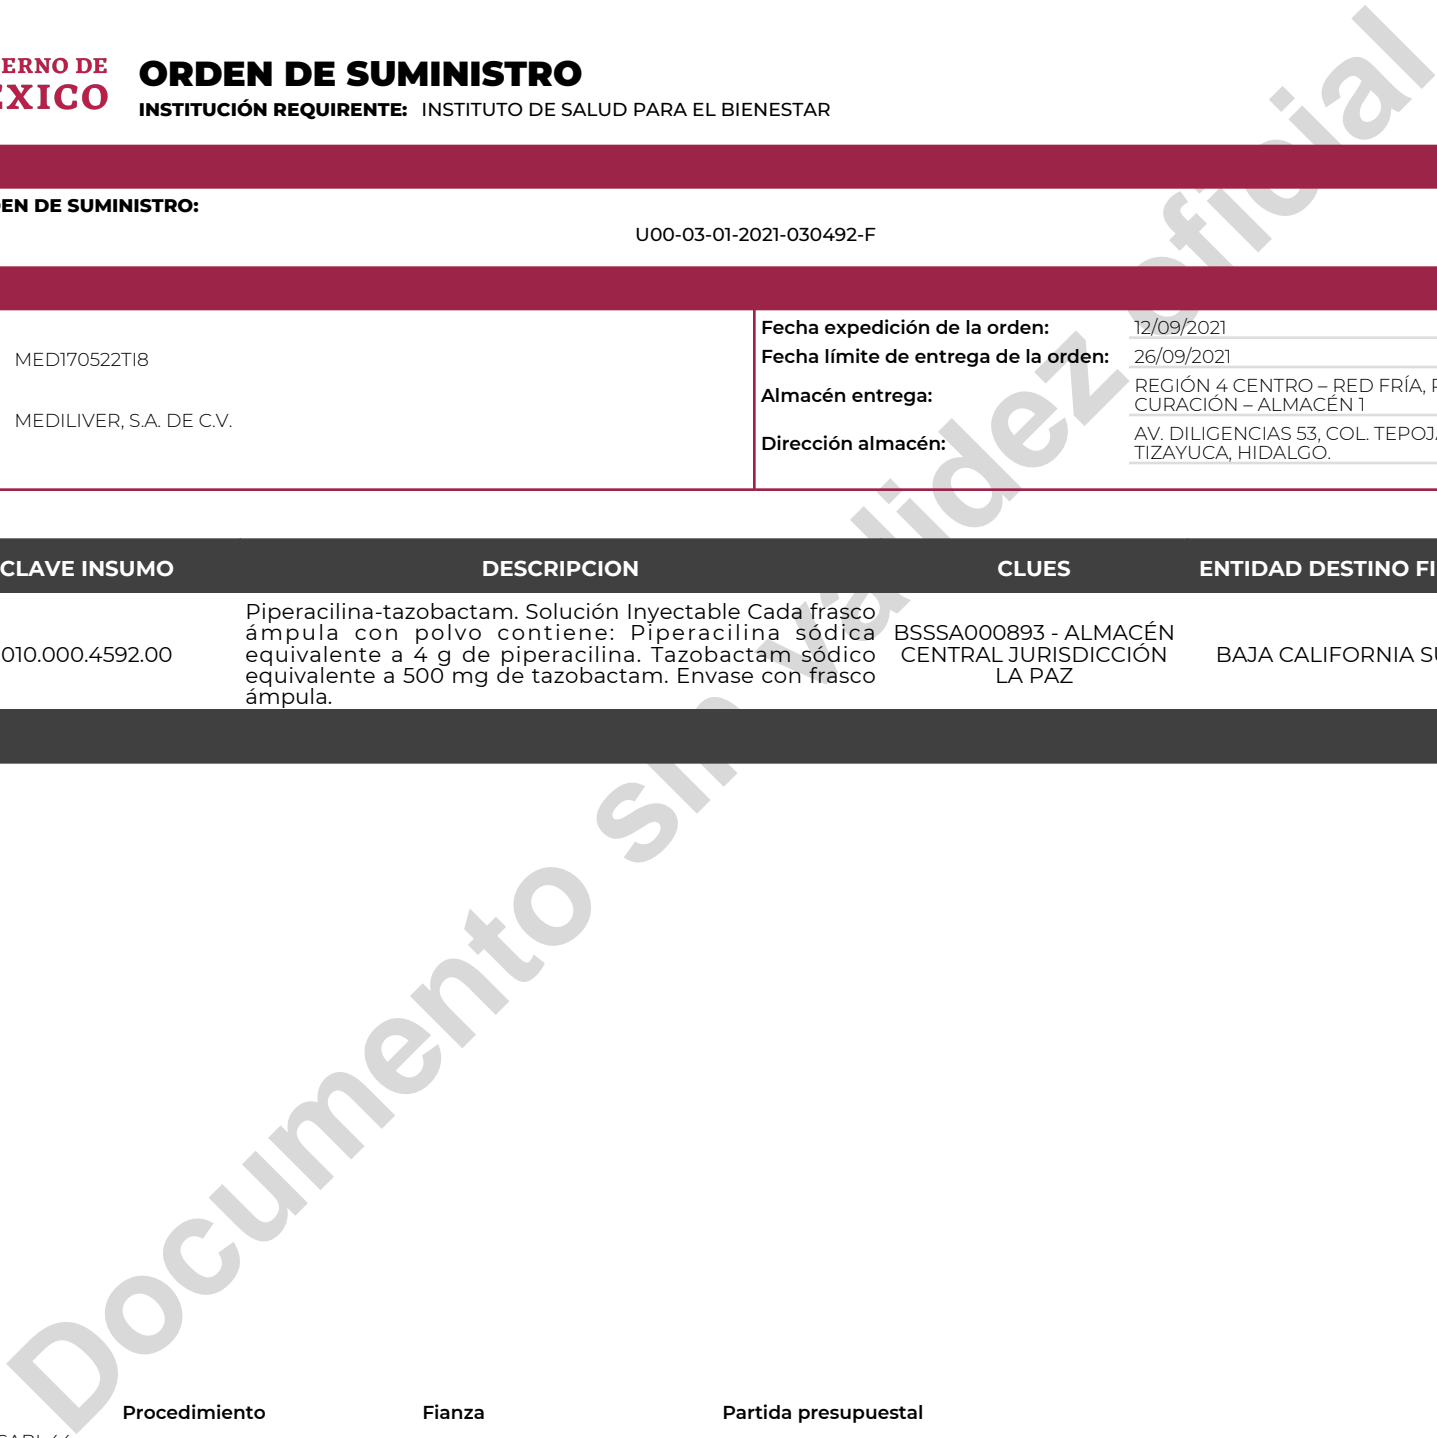 ERNO DE
EXICO
ORDEN DE SUMINISTRO
INSTITUCIÓN REQUIRENTE: INSTITUTO DE SALUD PARA EL BIENESTAR
EN DE SUMINISTRO:
U00-03-01-2021-030492-F
MED170522TI8
MEDILIVER, S.A. DE C.V.
Fecha expedición de la orden: 12/09/2021
Fecha límite de entrega de la orden: 26/09/2021
Almacén entrega: REGIÓN 4 CENTRO – RED FRÍA,
CURACIÓN – ALMACÉN 1
Dirección almacén: AV. DILIGENCIAS 53, COL. TEPOJ
TIZAYUCA, HIDALGO.
CLAVE INSUMO DESCRIPCION CLUES ENTIDAD DESTINO FI
010.000.4592.00
Piperacilina-tazobactam. Solución Inyectable Cada frasco
ámpula con polvo contiene: Piperacilina sódica
equivalente a 4 g de piperacilina. Tazobactam sódico
equivalente a 500 mg de tazobactam. Envase con frasco
ámpula.
BSSSA000893 - ALMACÉN
CENTRAL JURISDICCIÓN
LA PAZ
BAJA CALIFORNIA S
Procedimiento Fianza Partida presupuestal
Documento sin validez oficial